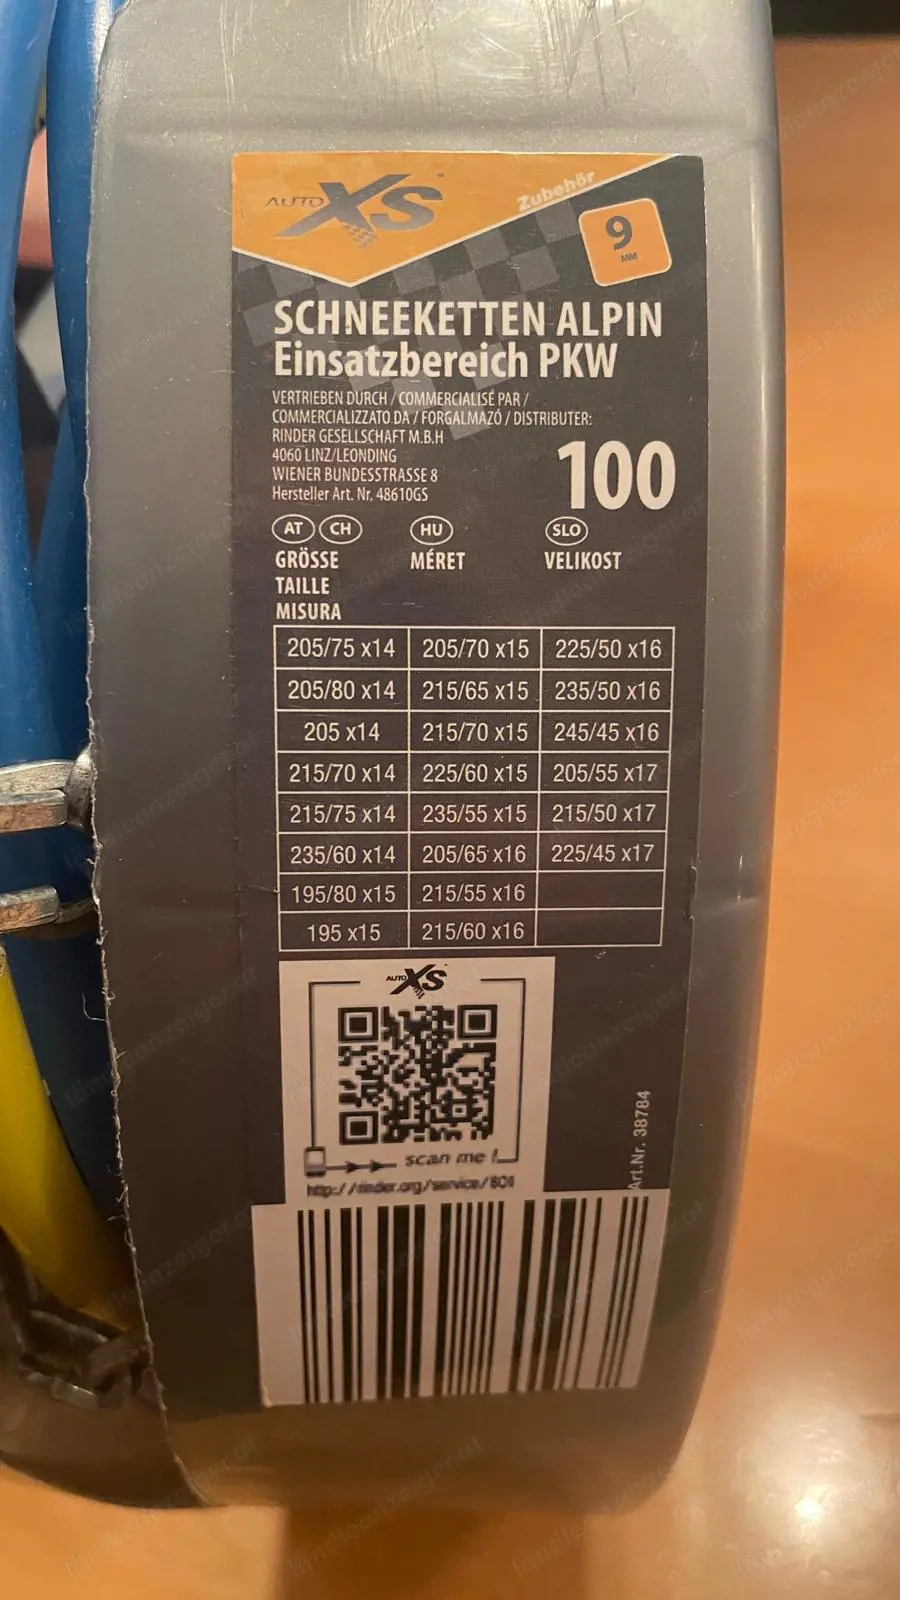 AUTO XS
Zubehör
9
MM
SCHNEEKETTEN ALPIN
Einsatzbereich PKW
VERTRIEBEN DURCH / COMMERCIALISÉ PAR /
COMMERCIALIZZATO DA / FORGALMAZÓ / DISTRIBUTER:
RINDER GESELLSCHAFT M.B.H
4060 LINZ/LEONDING
WIENER BUNDESSTRASSE 8
Hersteller Art. Nr. 48610GS
100
AT CH HU SLO
GRÖSSE MÉRET VELIKOST
TAILLE
MISURA
205/75 x14 205/70 x15 225/50 x16
205/80 x14 215/65 x15 235/50 x16
205 x14 215/70 x15 245/45 x16
215/70 x14 225/60 x15 205/55 x17
215/75 x14 235/55 x15 215/50 x17
235/60 x14 205/65 x16 225/45 x17
195/80 x15 215/55 x16
195 x15 215/60 x16
AUTO XS
scan me !
Art.Nr. 38784
laendleanzeiger.at